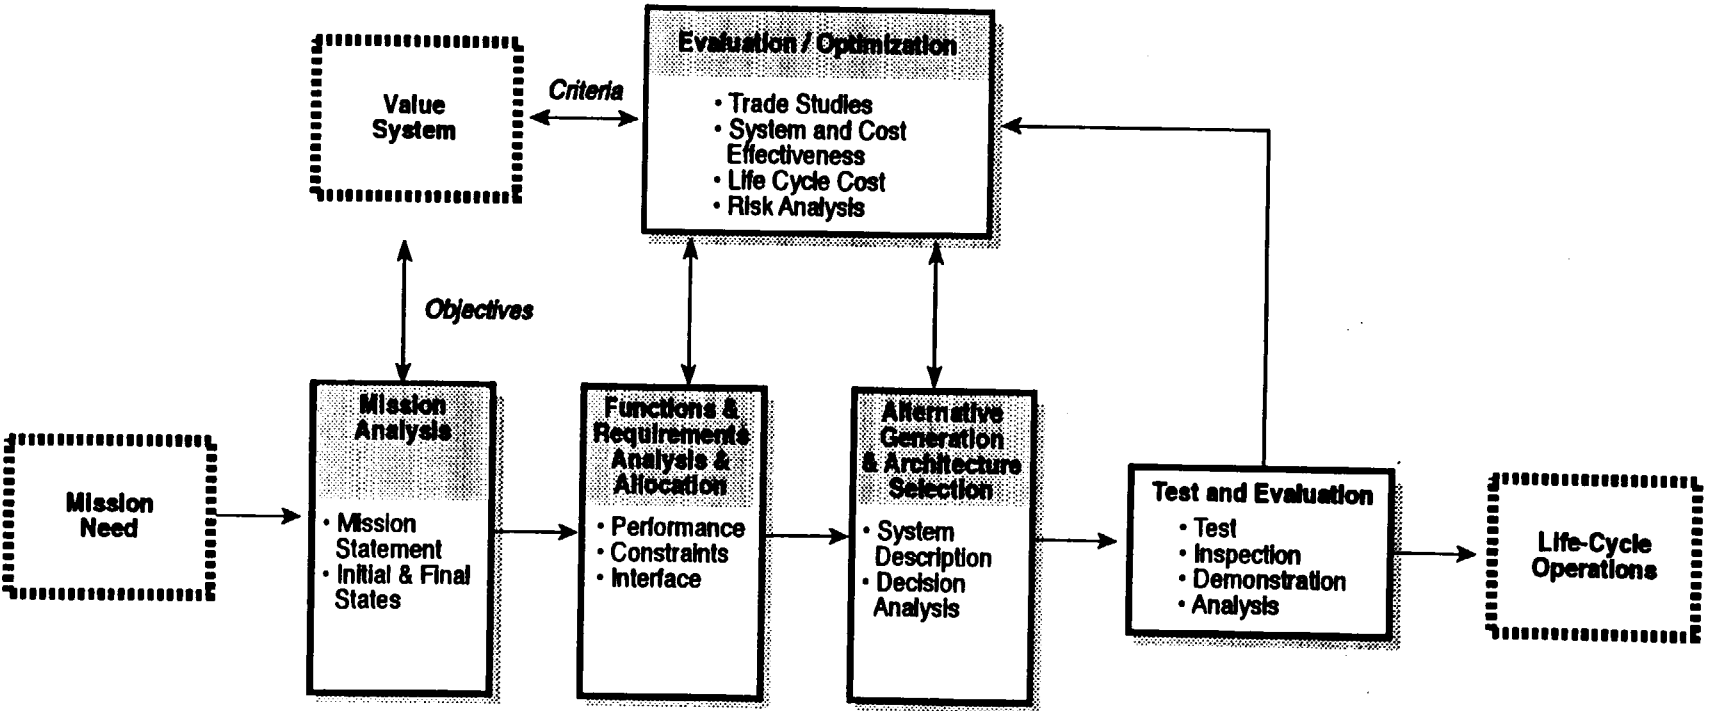 Evaluation / Optimization
• Trade Studies
• System and Cost
Effectiveness
• Life Cycle Cost
• Risk Analysis
Value
System
Criteria
Objectives
Mission
Need
Mission
Analysis
• Mission
Statement
• Initial & Final
States
Functions &
Requirements
Analysis &
Allocation
• Performance
• Constraints
• Interface
Alternative
Generation
& Architecture
Selection
• System
Description
• Decision
Analysis
Test and Evaluation
• Test
• Inspection
• Demonstration
• Analysis
Life-Cycle
Operations